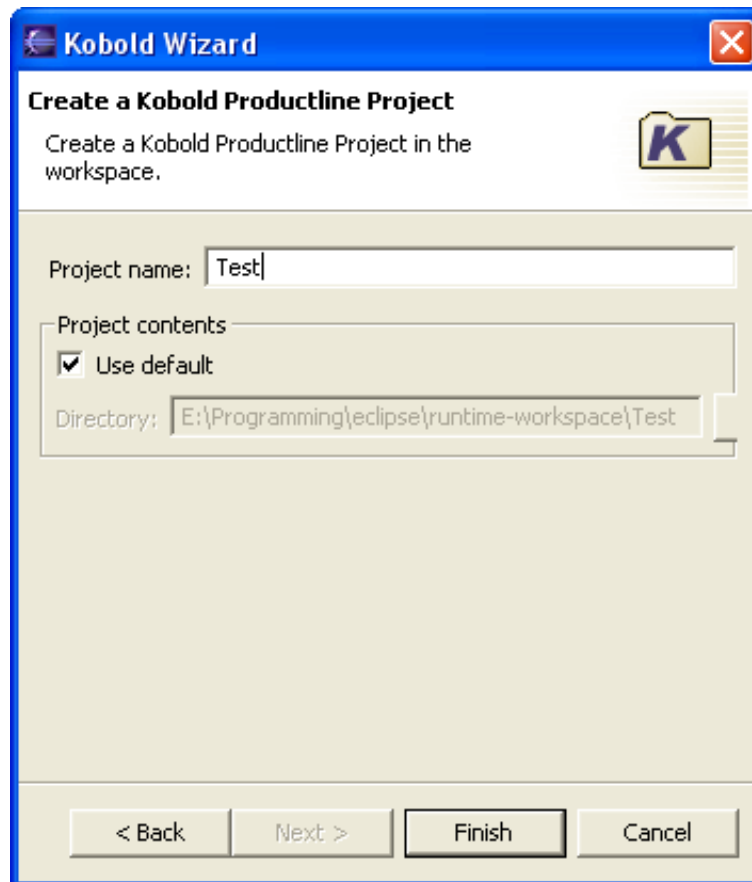 Kobold Wizard
Create a Kobold Productline Project
Create a Kobold Productline Project in the
workspace.
K
Project name: Test
Project contents
Use default
Directory: E:\Programming\eclipse\runtime-workspace\Test
< Back Next > Finish Cancel